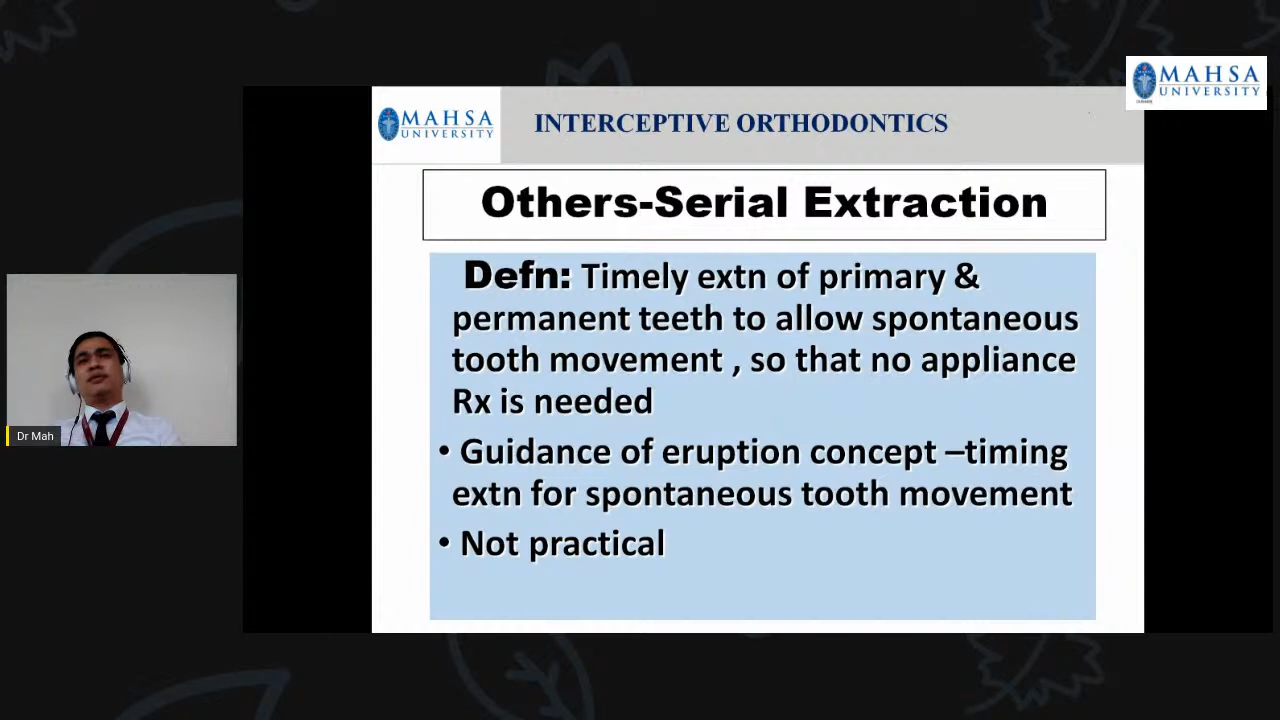 MAHSA
UNIVERSITY
MAHSA
UNIVERSITY
INTERCEPTIVE ORTHODONTICS
Others-Serial Extraction
Defn: Timely extn of primary &
permanent teeth to allow spontaneous
tooth movement , so that no appliance
Rx is needed
• Guidance of eruption concept –timing
extn for spontaneous tooth movement
• Not practical
Dr Mah